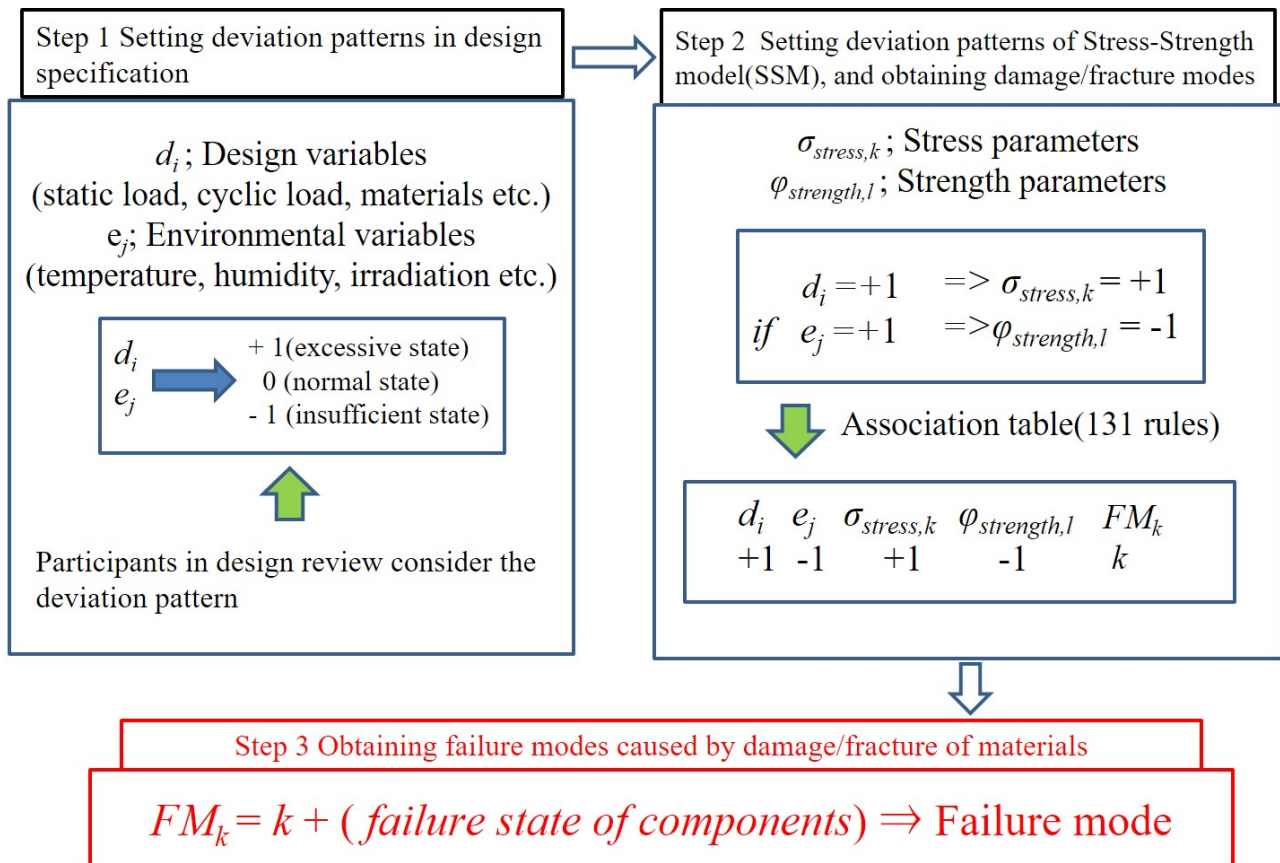 Step 1 Setting deviation patterns in design
specification
d_i ; Design variables
(static load, cyclic load, materials etc.)
e_j; Environmental variables
(temperature, humidity, irradiation etc.)
d_i
e_j
+ 1(excessive state)
0 (normal state)
- 1 (insufficient state)
Participants in design review consider the
deviation pattern
Step 2 Setting deviation patterns of Stress-Strength
model(SSM), and obtaining damage/fracture modes
σ_stress,k ; Stress parameters
φ_strength,l ; Strength parameters
d_i =+1 => σ_stress,k = +1
if e_j =+1 =>φ_strength,l = -1
Association table(131 rules)
d_i e_j σ_stress,k φ_strength,l FM_k
+1 -1 +1 -1 k
Step 3 Obtaining failure modes caused by damage/fracture of materials
FM_k = k + ( failure state of components) ⇒ Failure mode